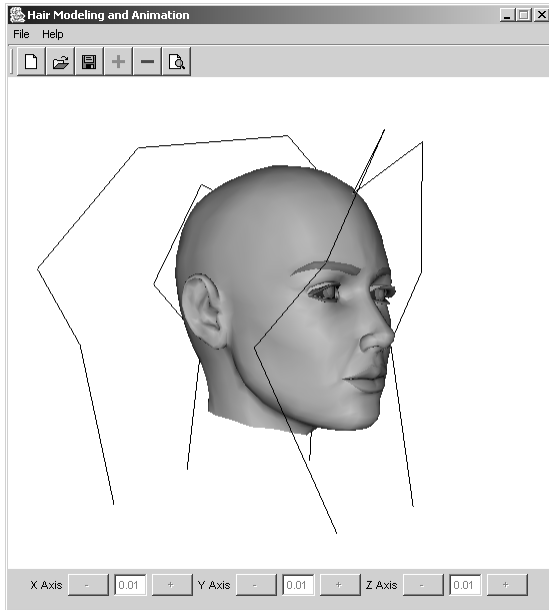 Hair Modeling and Animation
File Help
X Axis - 0.01 + Y Axis - 0.01 + Z Axis - 0.01 +